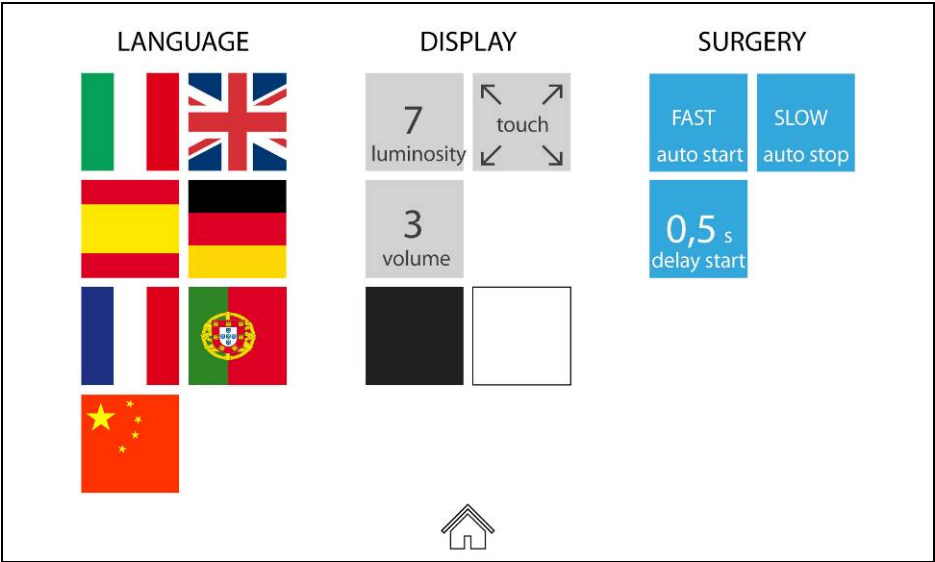 LANGUAGE
DISPLAY
SURGERY
7
luminosity
touch
3
volume
FAST
auto start
SLOW
auto stop
0,5 s
delay start